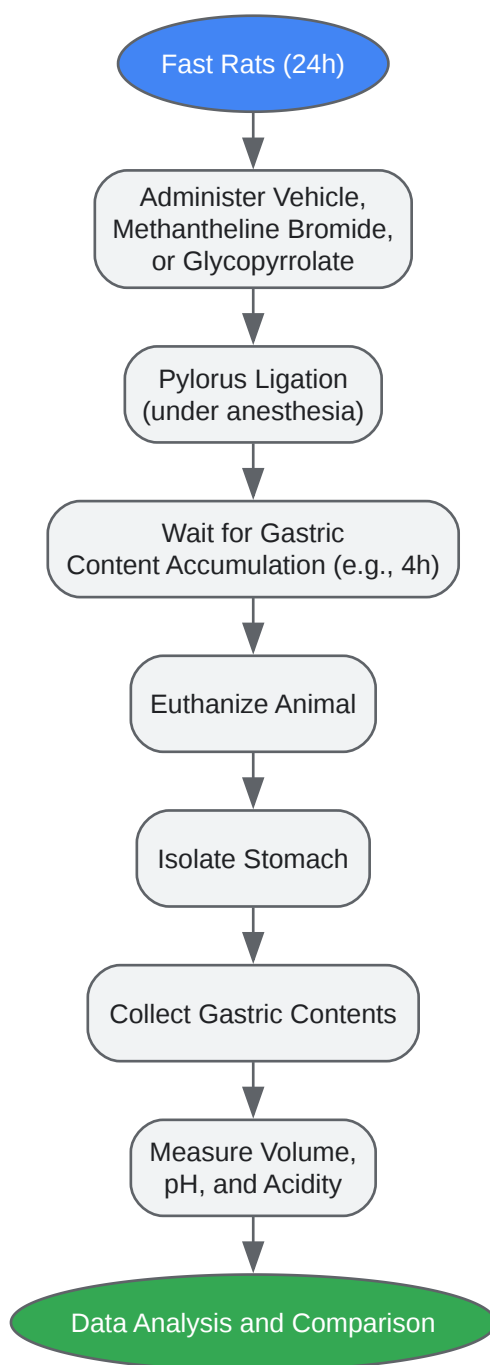 Fast Rats (24h)
Administer Vehicle,
Methantheline Bromide,
or Glycopyrrolate
Pylorus Ligation
(under anesthesia)
Wait for Gastric
Content Accumulation (e.g., 4h)
Euthanize Animal
Isolate Stomach
Collect Gastric Contents
Measure Volume,
pH, and Acidity
Data Analysis and Comparison